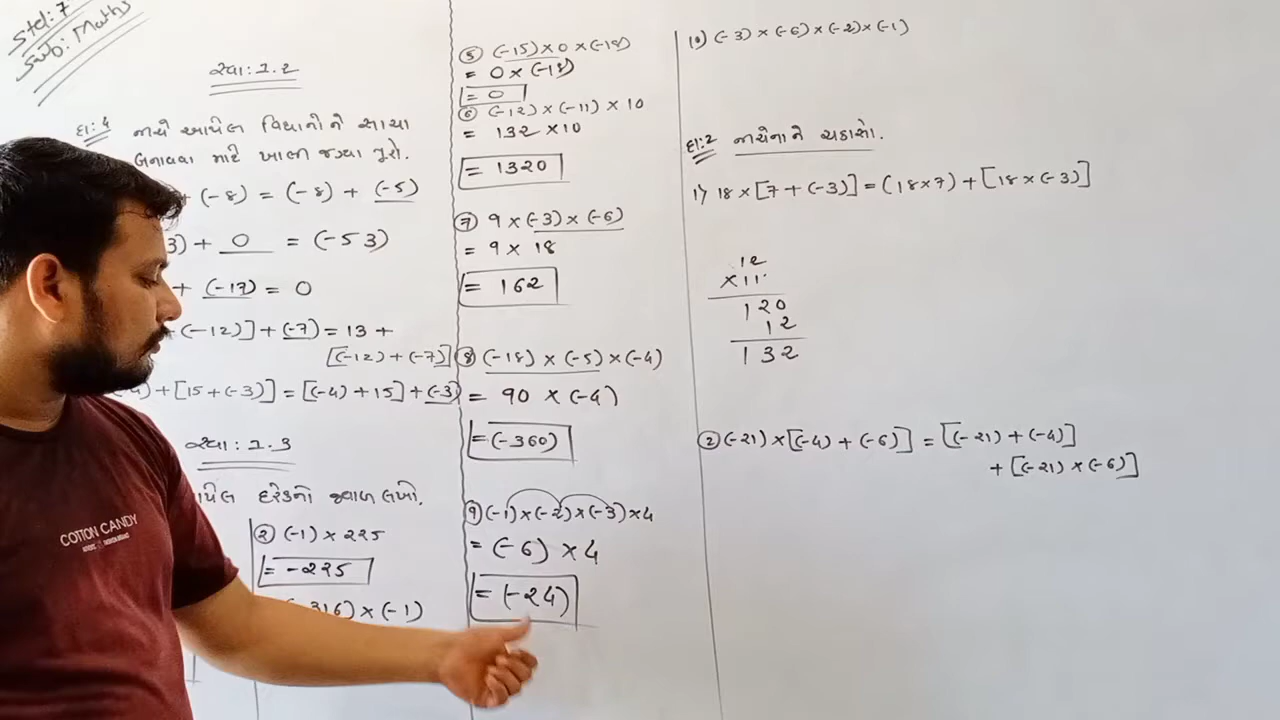 Std: 7
Sub: Maths
સ્વા: 1.2
દા: 4 નીચે આપેલ વિધાનોને સાચા
બનાવવા માટે ખાલી જગ્યા પૂરો.
+ (-8) = (-8) + (-5)
3) + 0 = (-53)
+ (-17) = 0
+ (-12)] + (-7) = 13 +
[(-12) + (-7)]
4) + [15 + (-3)] = [(-4) + 15] + (-3)
સ્વા: 1.3
દરેકનો જવાબ લખો.
② (-1) × 225
= -225
316) × (-1)
⑤ (-15) × 0 × (-18)
= 0 × (-18)
= 0
⑥ (-12) × (-11) × 10
= 132 × 10
= 1320
⑦ 9 × (-3) × (-6)
= 9 × 18
= 162
⑧ (-18) × (-5) × (-4)
= 90 × (-4)
= (-360)
9) (-1) × (-2) × (-3) × 4
= (-6) × 4
= (-24)
10) (-3) × (-6) × (-2) × (-1)
દા: 2 નીચેનાને ચકાસો.
1) 18 × [7 + (-3)] = (18 × 7) + [18 × (-3)]
12
× 11
120
12
132
② (-21) × [(-4) + (-6)] = [(-21) + (-4)]
+ [(-21) × (-6)]
COTTON CANDY